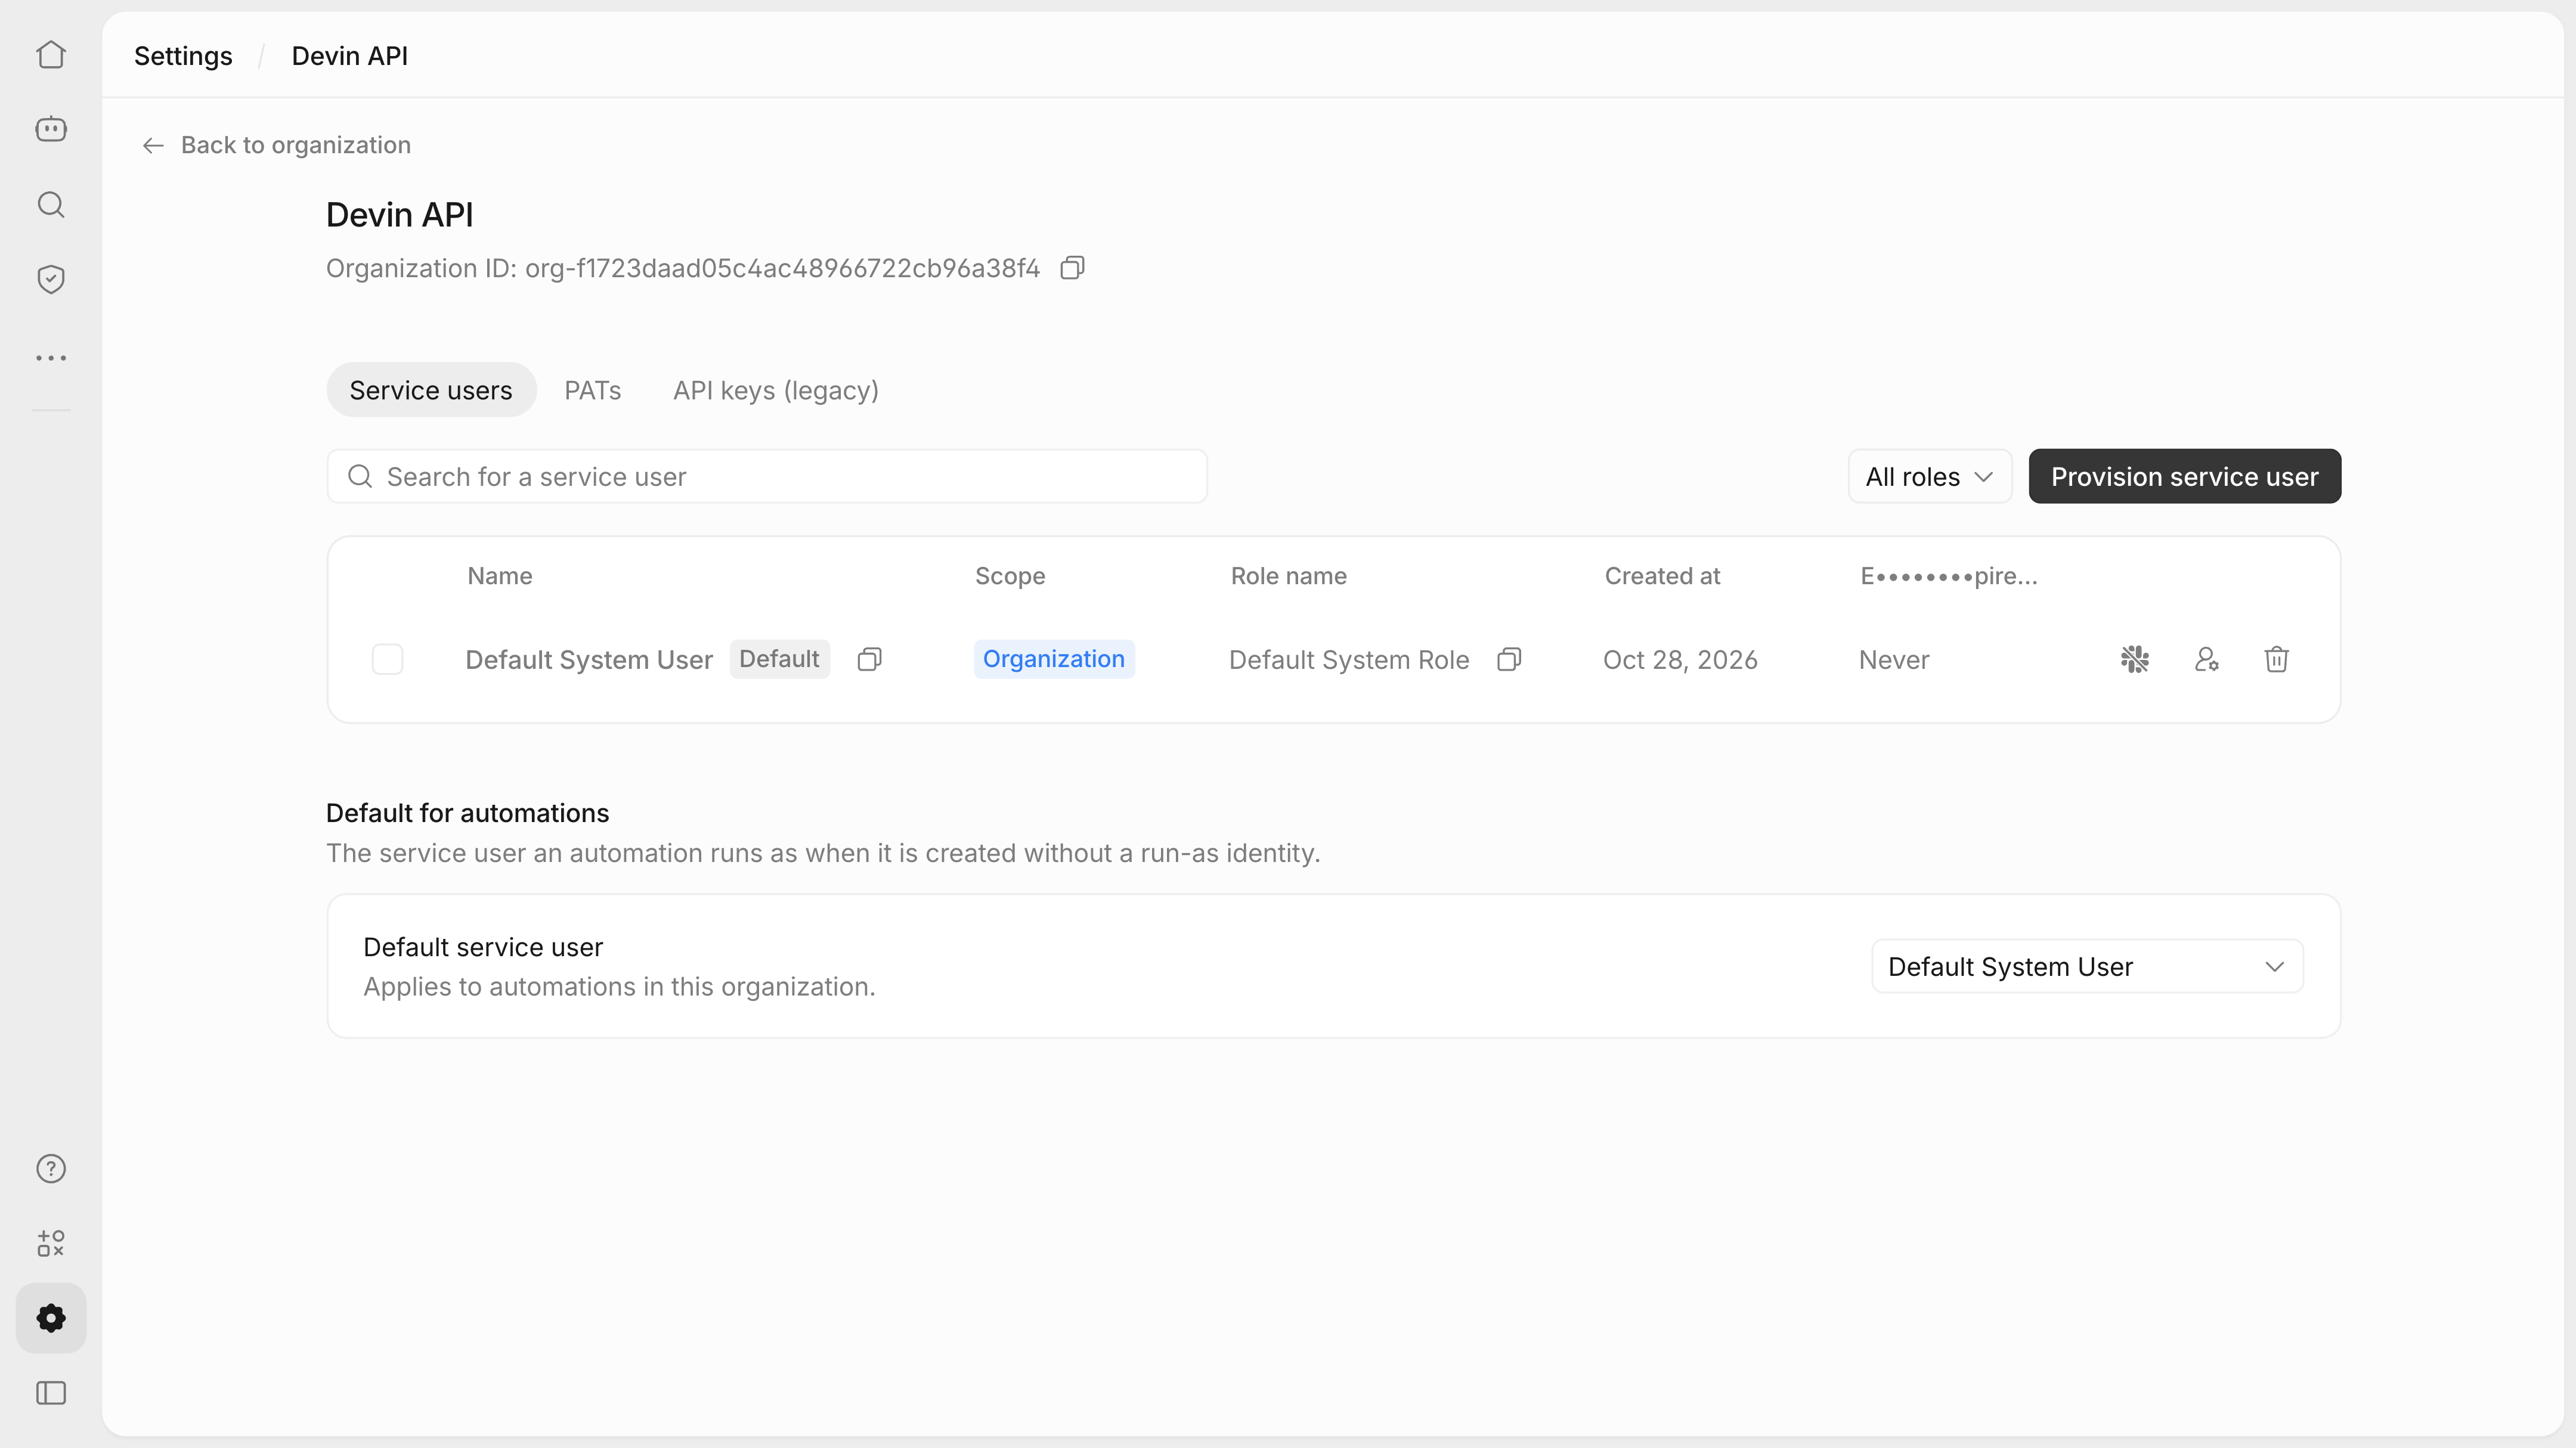 Settings / Devin API
Back to organization
Devin API
Organization ID: org-f1723daad05c4ac48966722cb96a38f4
Service users PATs API keys (legacy)
Search for a service user All roles Provision service user
Name Scope Role name Created at E••••••••pire...
Default System User Default Organization Default System Role Oct 28, 2026 Never
Default for automations
The service user an automation runs as when it is created without a run-as identity.
Default service user
Applies to automations in this organization.
Default System User